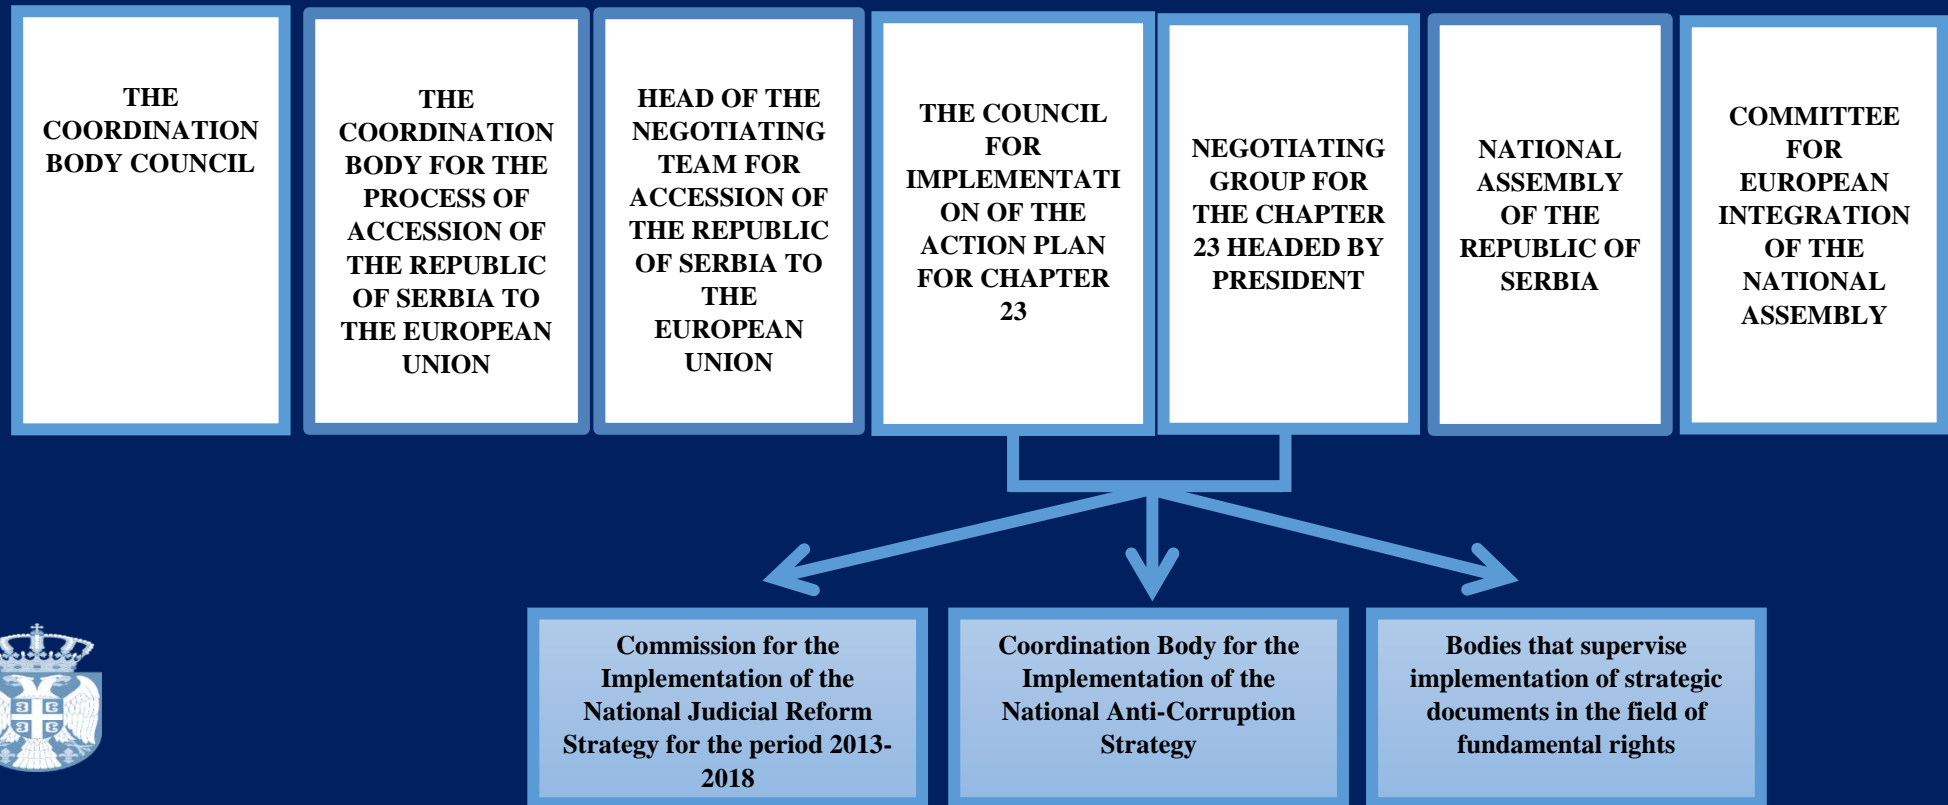 THE
COORDINATION
BODY COUNCIL
THE
COORDINATION
BODY FOR THE
PROCESS OF
ACCESSION OF
THE REPUBLIC
OF SERBIA TO
THE EUROPEAN
UNION
HEAD OF THE
NEGOTIATING
TEAM FOR
ACCESSION OF
THE REPUBLIC
OF SERBIA TO
THE
EUROPEAN
UNION
THE COUNCIL
FOR
IMPLEMENTATI
ON OF THE
ACTION PLAN
FOR CHAPTER
23
NEGOTIATING
GROUP FOR
THE CHAPTER
23 HEADED BY
PRESIDENT
NATIONAL
ASSEMBLY
OF THE
REPUBLIC OF
SERBIA
COMMITTEE
FOR
EUROPEAN
INTEGRATION
OF THE
NATIONAL
ASSEMBLY
Commission for the
Implementation of the
National Judicial Reform
Strategy for the period 2013-
2018
Coordination Body for the
Implementation of the
National Anti-Corruption
Strategy
Bodies that supervise
implementation of strategic
documents in the field of
fundamental rights